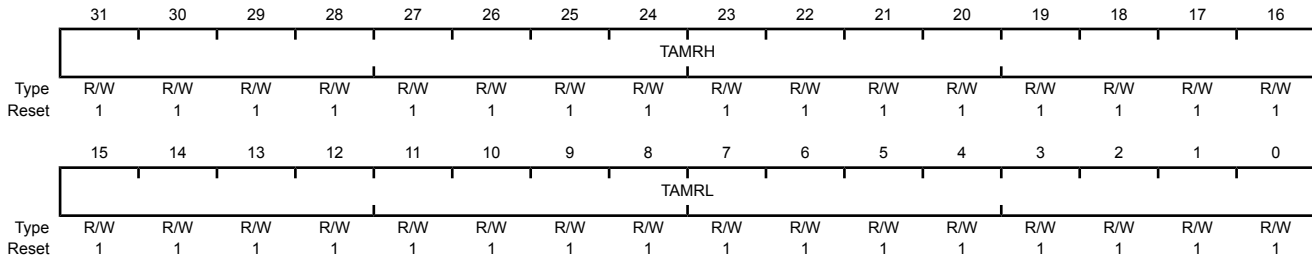 31 30 29 28 27 26 25 24 23 22 21 20 19 18 17 16
TAMRH
Type R/W R/W R/W R/W R/W R/W R/W R/W R/W R/W R/W R/W R/W R/W R/W R/W
Reset 1 1 1 1 1 1 1 1 1 1 1 1 1 1 1 1
15 14 13 12 11 10 9 8 7 6 5 4 3 2 1 0
TAMRL
Type R/W R/W R/W R/W R/W R/W R/W R/W R/W R/W R/W R/W R/W R/W R/W R/W
Reset 1 1 1 1 1 1 1 1 1 1 1 1 1 1 1 1